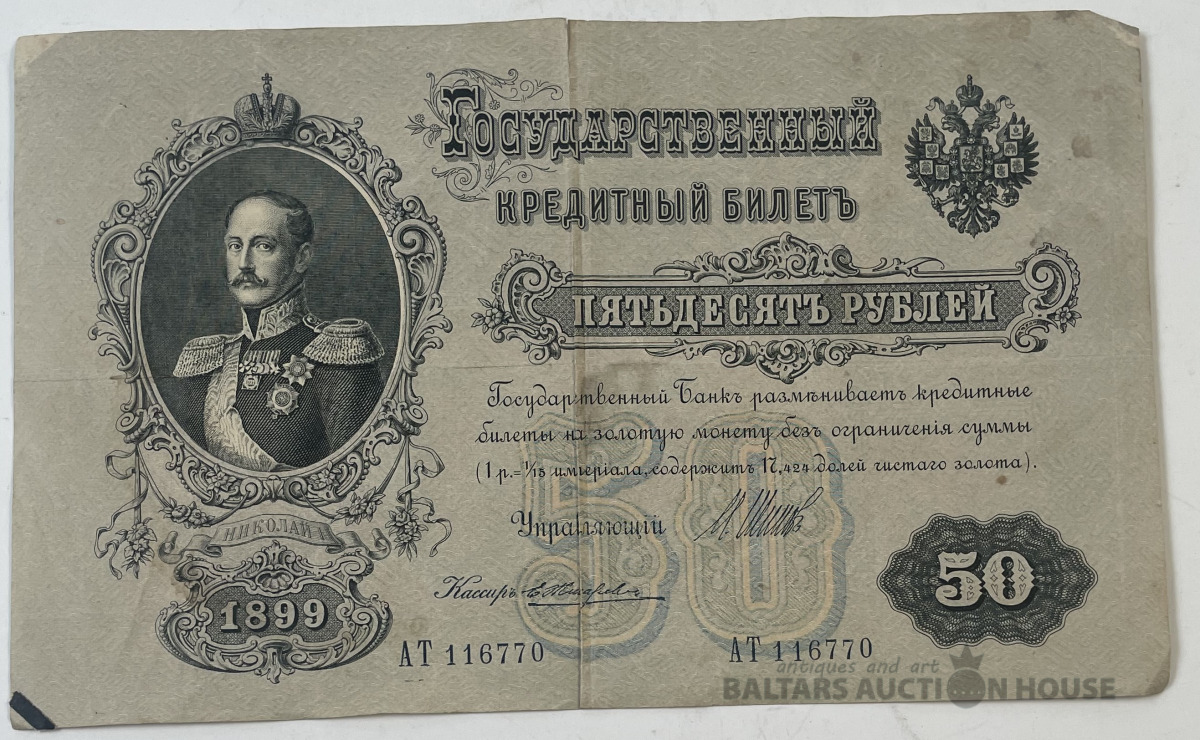 Государственный
кредитный билетъ
пятьдесятъ рублей
Государственный Банкъ размѣниваетъ кредитные
билеты на золотую монету безъ ограниченія суммы
(1 р.=1/15 имперіала, содержитъ 17,424 долей чистаго золота).
Управляющій
Кассиръ
НИКОЛАЙ I
1899
50
50
АТ 116770
АТ 116770
antiques and art
BALTARS AUCTION HOUSE